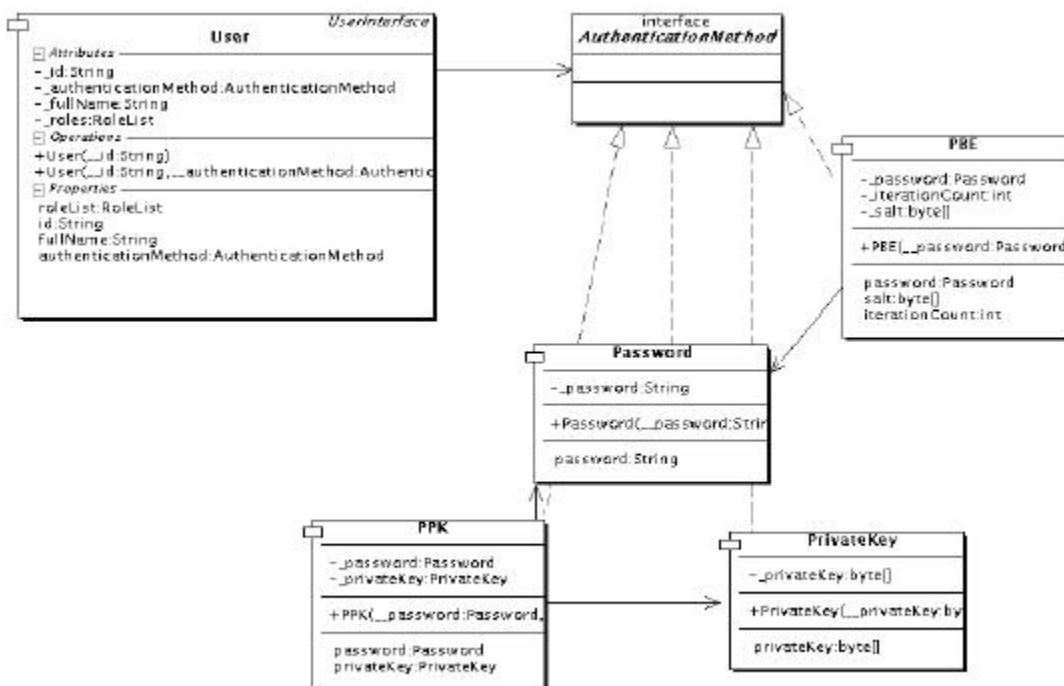 UserInterface
User
Attributes
-_id:String
-_authenticationMethod:AuthenticationMethod
-_fullName:String
-_roles:RoleList
Operations
+User(__id:String)
+User(__id:String,__authenticationMethod:Authentic
Properties
roleList:RoleList
id:String
fullName:String
authenticationMethod:AuthenticationMethod
interface
AuthenticationMethod
PBE
-_password:Password
-_iterationCount:int
-_salt:byte[]
+PBE(__password:Password
password:Password
salt:byte[]
iterationCount:int
Password
-_password:String
+Password(__password:Strin
password:String
PPK
-_password:Password
-_privateKey:PrivateKey
+PPK(__password:Password,
password:Password
privateKey:PrivateKey
PrivateKey
-_privateKey:byte[]
+PrivateKey(__privateKey:by
privateKey:byte[]